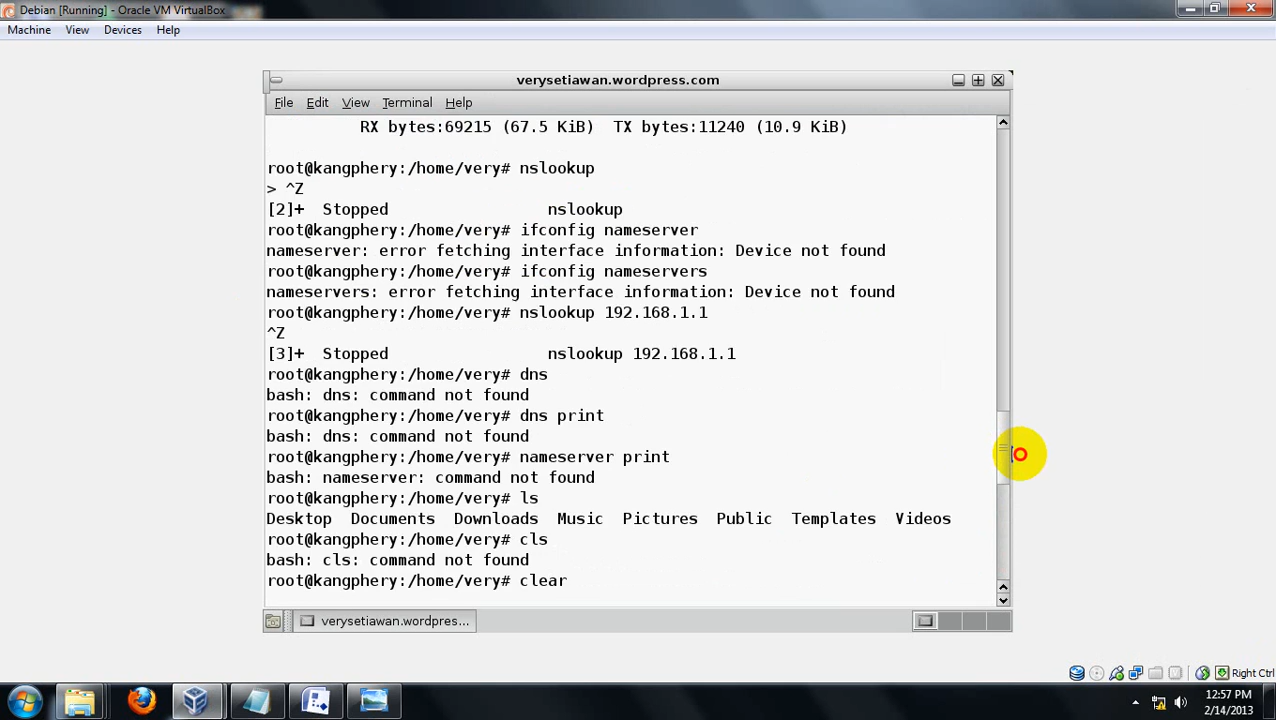 Debian [Running] - Oracle VM VirtualBox
Machine View Devices Help
verysetiawan.wordpress.com
File Edit View Terminal Help
RX bytes:69215 (67.5 KiB)  TX bytes:11240 (10.9 KiB)
root@kangphery:/home/very# nslookup
> ^Z
[2]+  Stopped                 nslookup
root@kangphery:/home/very# ifconfig nameserver
nameserver: error fetching interface information: Device not found
root@kangphery:/home/very# ifconfig nameservers
nameservers: error fetching interface information: Device not found
root@kangphery:/home/very# nslookup 192.168.1.1
^Z
[3]+  Stopped                 nslookup 192.168.1.1
root@kangphery:/home/very# dns
bash: dns: command not found
root@kangphery:/home/very# dns print
bash: dns: command not found
root@kangphery:/home/very# nameserver print
bash: nameserver: command not found
root@kangphery:/home/very# ls
Desktop  Documents  Downloads  Music  Pictures  Public  Templates  Videos
root@kangphery:/home/very# cls
bash: cls: command not found
root@kangphery:/home/very# clear
verysetiawan.wordpres...
Right Ctrl
12:57 PM
2/14/2013